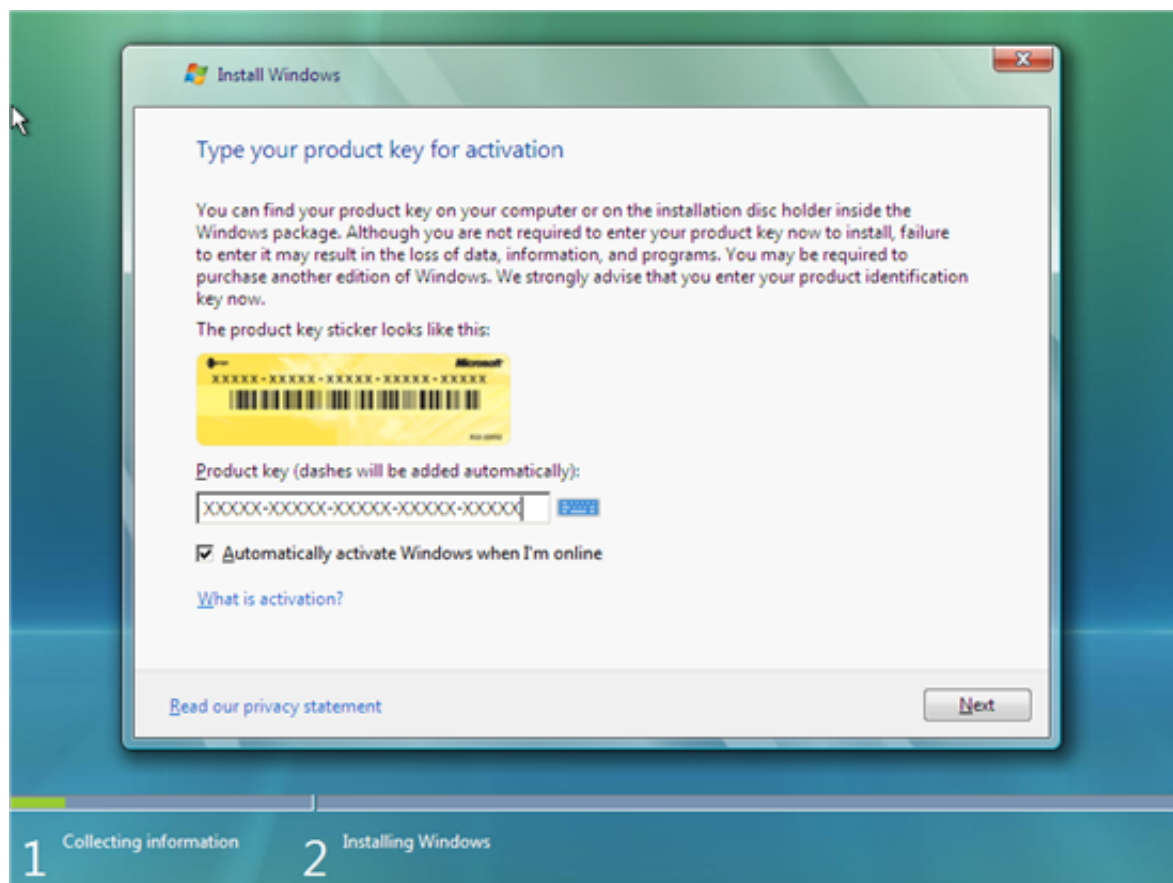 Install Windows
Type your product key for activation
You can find your product key on your computer or on the installation disc holder inside the
Windows package. Although you are not required to enter your product key now to install, failure
to enter it may result in the loss of data, information, and programs. You may be required to
purchase another edition of Windows. We strongly advise that you enter your product identification
key now.
The product key sticker looks like this:
Microsoft
XXXXX-XXXXX-XXXXX-XXXXX-XXXXX
Product key (dashes will be added automatically):
XXXXX-XXXXX-XXXXX-XXXXX-XXXXX
Automatically activate Windows when I'm online
What is activation?
Read our privacy statement
Next
1 Collecting information
2 Installing Windows